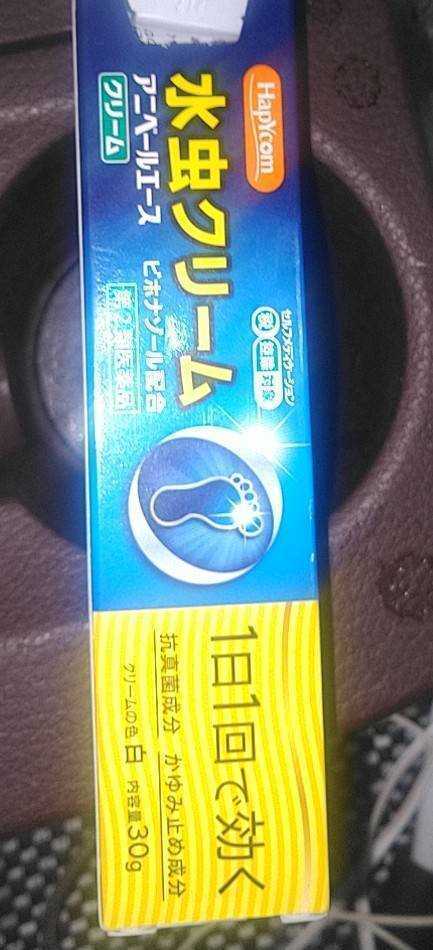 HapYcom
水虫クリーム
アニベールエース
クリーム
ビホナゾール配合
第2類医薬品
セルフメディケーション
税 控除 対象
1日1回で効く
抗真菌成分 かゆみ止め成分
クリームの色 白 内容量30g